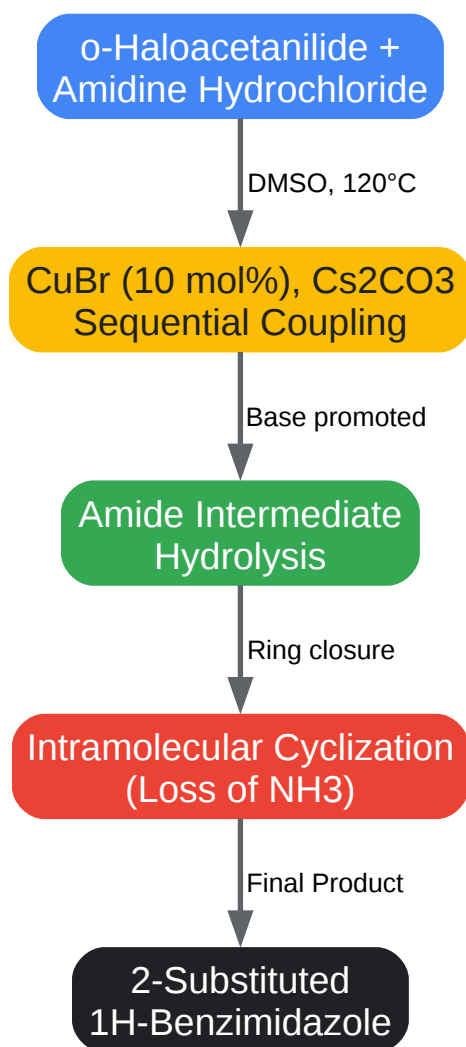 o-Haloacetanilide +
Amidine Hydrochloride
DMSO, 120°C
CuBr (10 mol%), Cs2CO3
Sequential Coupling
Base promoted
Amide Intermediate
Hydrolysis
Ring closure
Intramolecular Cyclization
(Loss of NH3)
Final Product
2-Substituted
1H-Benzimidazole